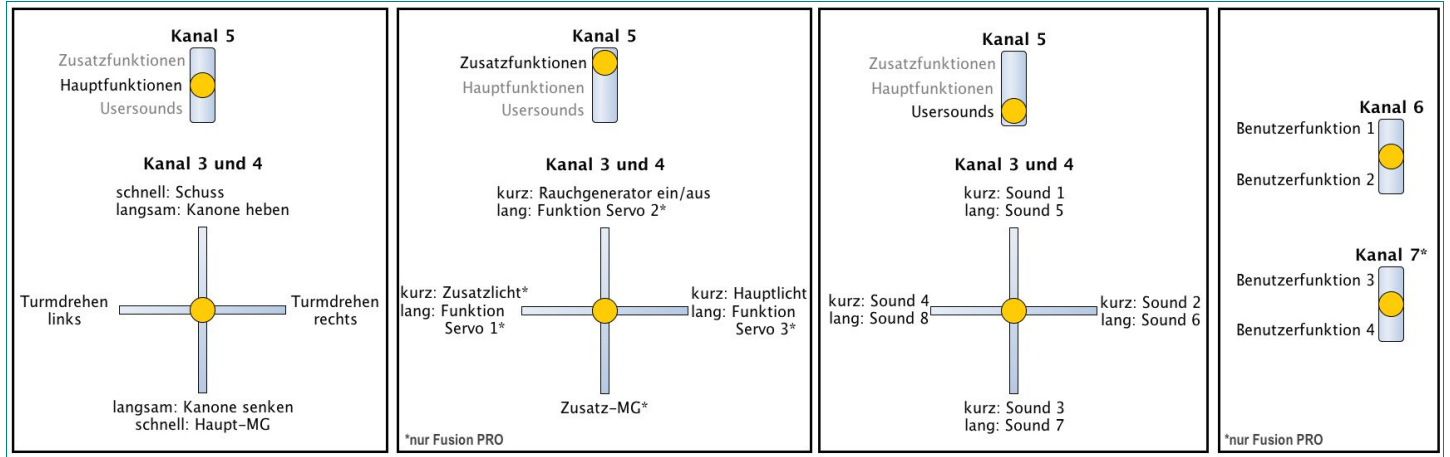 Kanal 5
Zusatzfunktionen
Hauptfunktionen
Usersounds
Kanal 3 und 4
schnell: Schuss
langsam: Kanone heben
Turmdrehen
links
Turmdrehen
rechts
langsam: Kanone senken
schnell: Haupt-MG
Kanal 5
Zusatzfunktionen
Hauptfunktionen
Usersounds
Kanal 3 und 4
kurz: Rauchgenerator ein/aus
lang: Funktion Servo 2*
kurz: Zusatzlicht*
lang: Funktion
Servo 1*
kurz: Hauptlicht
lang: Funktion
Servo 3*
Zusatz-MG*
*nur Fusion PRO
Kanal 5
Zusatzfunktionen
Hauptfunktionen
Usersounds
Kanal 3 und 4
kurz: Sound 1
lang: Sound 5
kurz: Sound 4
lang: Sound 8
kurz: Sound 2
lang: Sound 6
kurz: Sound 3
lang: Sound 7
Kanal 6
Benutzerfunktion 1
Benutzerfunktion 2
Kanal 7*
Benutzerfunktion 3
Benutzerfunktion 4
*nur Fusion PRO